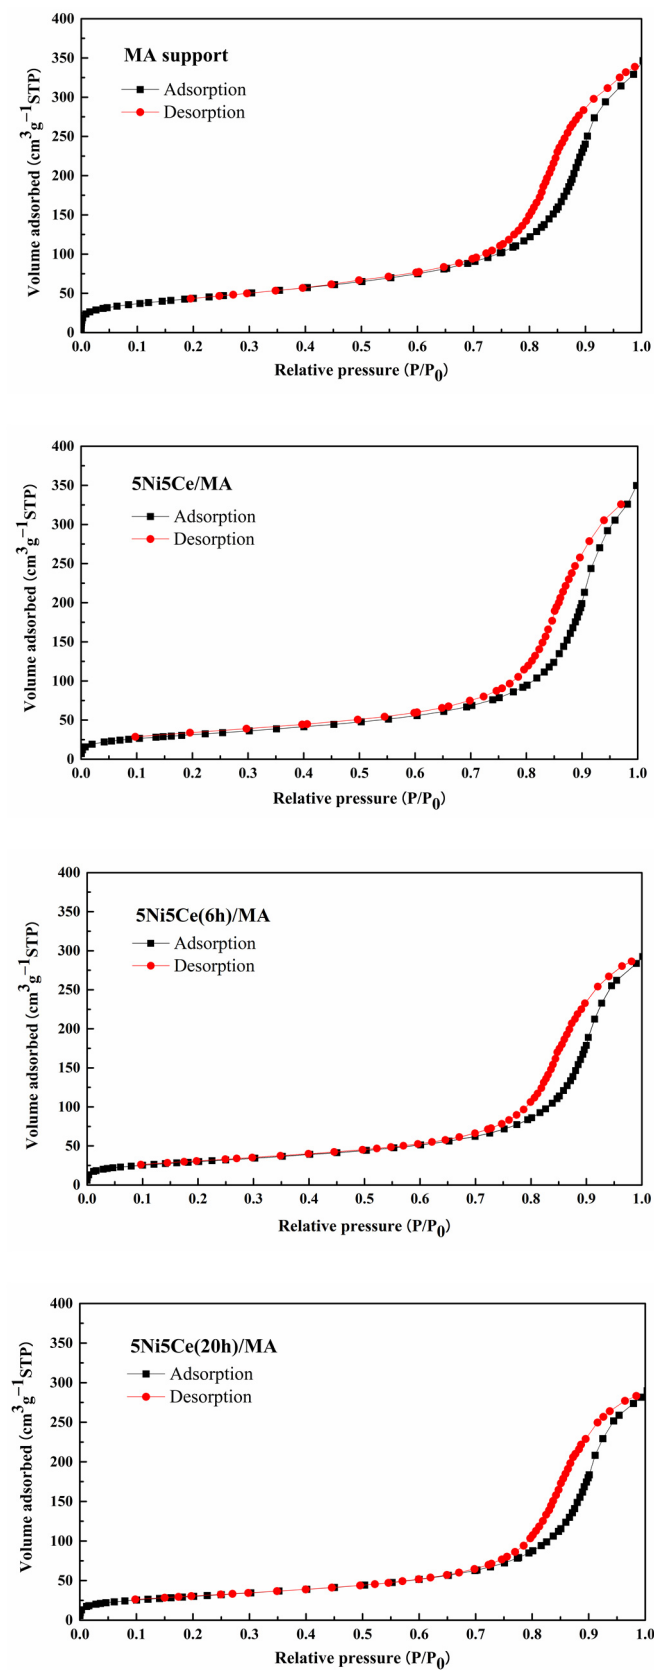 400
MA support
350
Adsorption
300
Desorption
250
200
150
100
50
0
Volume adsorbed (cm3g−1STP)
0.0 0.1 0.2 0.3 0.4 0.5 0.6 0.7 0.8 0.9 1.0
Relative pressure (P/P0)
400
5Ni5Ce/MA
350
Adsorption
300
Desorption
250
200
150
100
50
0
Volume adsorbed (cm3g−1STP)
0.0 0.1 0.2 0.3 0.4 0.5 0.6 0.7 0.8 0.9 1.0
Relative pressure (P/P0)
400
350
5Ni5Ce(6h)/MA
Adsorption
300
Desorption
250
200
150
100
50
0
Volume adsorbed (cm3g−1STP)
0.0 0.1 0.2 0.3 0.4 0.5 0.6 0.7 0.8 0.9 1.0
Relative pressure (P/P0)
400
350
5Ni5Ce(20h)/MA
Adsorption
300
Desorption
250
200
150
100
50
0
Volume adsorbed (cm3g−1STP)
0.0 0.1 0.2 0.3 0.4 0.5 0.6 0.7 0.8 0.9 1.0
Relative pressure (P/P0)